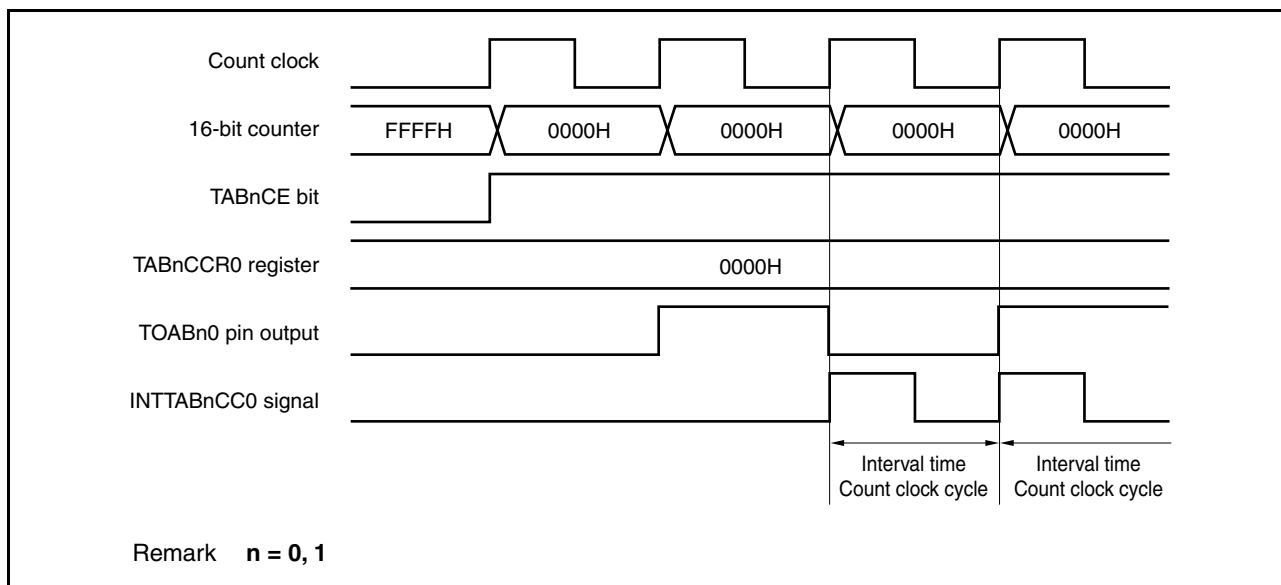 Count clock
16-bit counter
FFFFH 0000H 0000H 0000H 0000H
TABnCE bit
TABnCCR0 register
0000H
TOABn0 pin output
INTTABnCC0 signal
Interval time Interval time
Count clock cycle Count clock cycle
Remark n = 0, 1